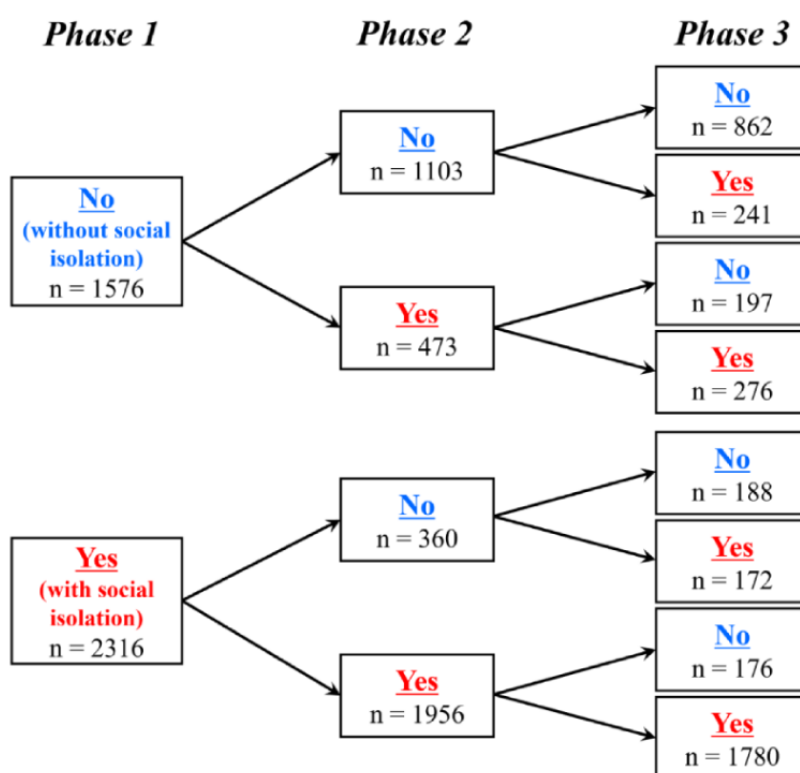 Phase 1
Phase 2
Phase 3
No
(without social
isolation)
n = 1576
No
n = 1103
Yes
n = 473
No
n = 862
Yes
n = 241
No
n = 197
Yes
n = 276
Yes
(with social
isolation)
n = 2316
No
n = 360
Yes
n = 1956
No
n = 188
Yes
n = 172
No
n = 176
Yes
n = 1780